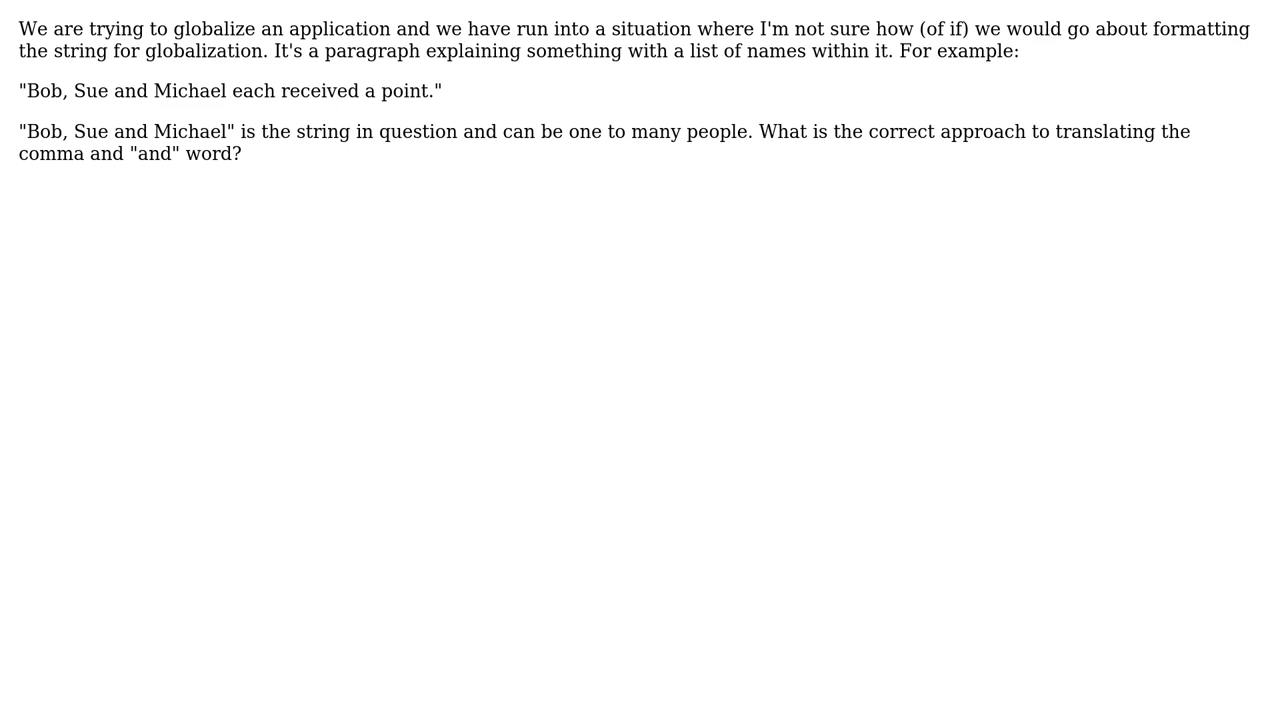 We are trying to globalize an application and we have run into a situation where I'm not sure how (of if) we would go about formatting
the string for globalization. It's a paragraph explaining something with a list of names within it. For example:
"Bob, Sue and Michael each received a point."
"Bob, Sue and Michael" is the string in question and can be one to many people. What is the correct approach to translating the
comma and "and" word?